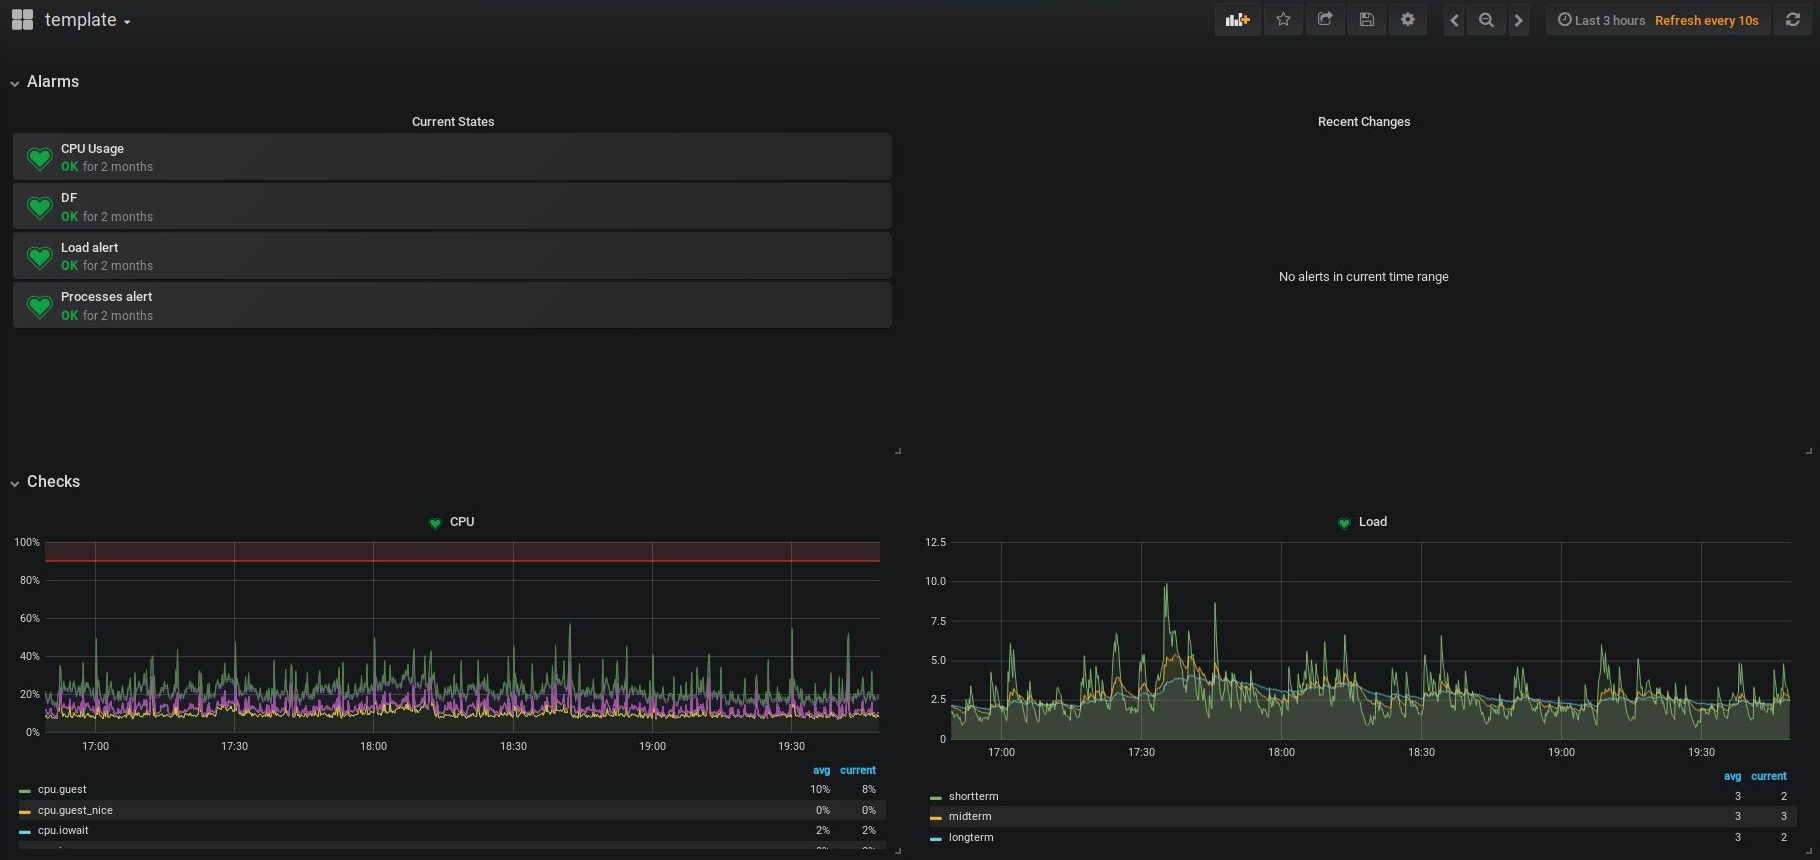 template
Last 3 hours Refresh every 10s
Alarms
Current States
CPU Usage
OK for 2 months
DF
OK for 2 months
Load alert
OK for 2 months
Processes alert
OK for 2 months
Recent Changes
No alerts in current time range
Checks
CPU
100%
80%
60%
40%
20%
0%
17:00 17:30 18:00 18:30 19:00 19:30
avg current
cpu.guest 10% 8%
cpu.guest_nice 0% 0%
cpu.iowait 2% 2%
Load
12.5
10.0
7.5
5.0
2.5
0
17:00 17:30 18:00 18:30 19:00 19:30
avg current
shortterm 3 2
midterm 3 3
longterm 3 2